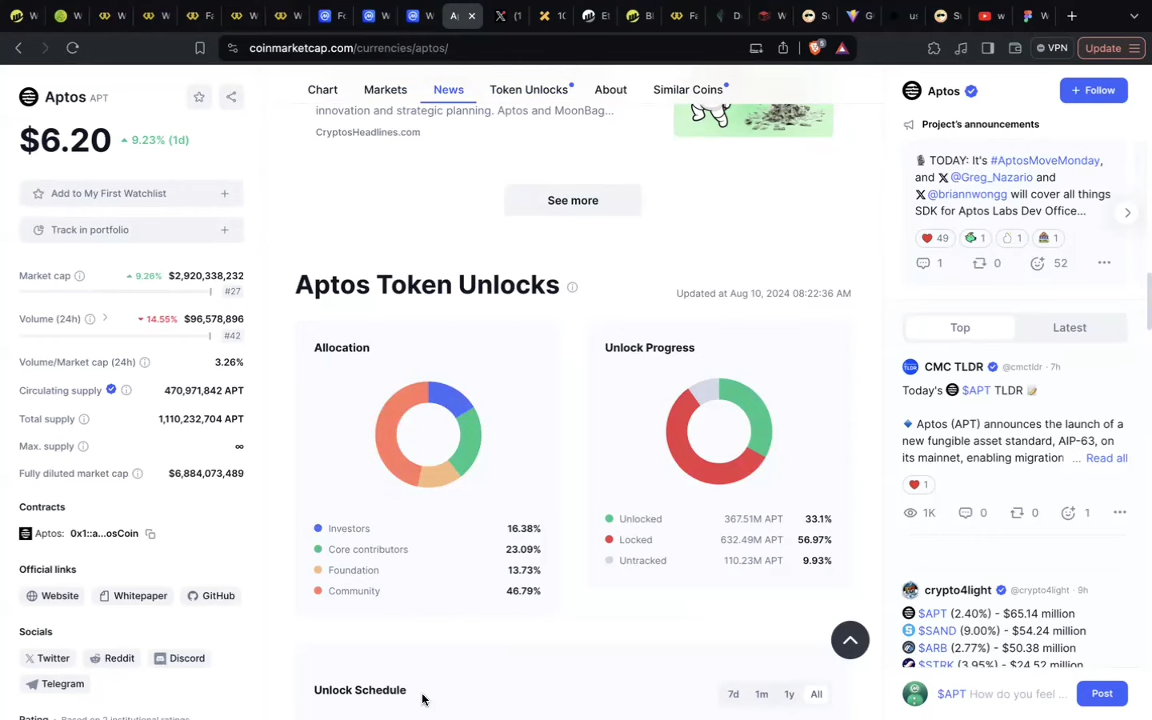 coinmarketcap.com/currencies/aptos/
VPN
Update
Aptos APT
$6.20
9.23% (1d)
Add to My First Watchlist
Track in portfolio
Market cap 9.26% $2,920,338,232
#27
Volume (24h) 14.55% $96,578,896
#42
Volume/Market cap (24h) 3.26%
Circulating supply 470,971,842 APT
Total supply 1,110,232,704 APT
Max. supply ∞
Fully diluted market cap $6,884,073,489
Contracts
Aptos: 0x1::a...osCoin
Official links
Website Whitepaper GitHub
Socials
Twitter Reddit Discord
Telegram
Chart Markets News Token Unlocks About Similar Coins
innovation and strategic planning. Aptos and MoonBag...
CryptosHeadlines.com
See more
Aptos Token Unlocks
Updated at Aug 10, 2024 08:22:36 AM
Allocation
Investors 16.38%
Core contributors 23.09%
Foundation 13.73%
Community 46.79%
Unlock Progress
Unlocked 367.51M APT 33.1%
Locked 632.49M APT 56.97%
Untracked 110.23M APT 9.93%
Unlock Schedule
7d 1m 1y All
Aptos
+ Follow
Project's announcements
TODAY: It's #AptosMoveMonday,
and @Greg_Nazario and
@briannwongg will cover all things
SDK for Aptos Labs Dev Office...
49 1 1 1
1 0 52
Top Latest
CMC TLDR @cmctldr · 7h
Today's $APT TLDR
Aptos (APT) announces the launch of a
new fungible asset standard, AIP-63, on
its mainnet, enabling migration ... Read all
1
1K 0 0 1
crypto4light @crypto4light · 9h
$APT (2.40%) - $65.14 million
$SAND (9.00%) - $54.24 million
$ARB (2.77%) - $50.38 million
$STRK (3.95%) - $24.52 million
$APT How do you feel ...
Post